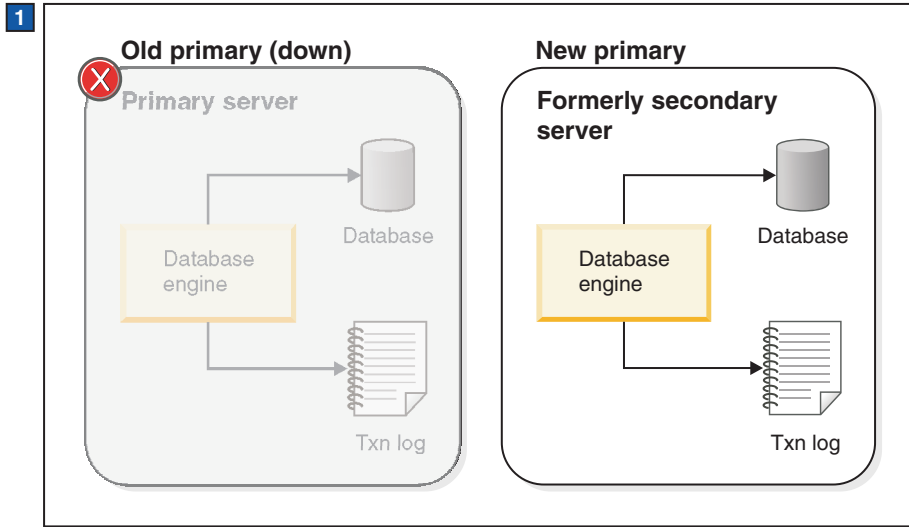 1
Old primary (down)
Primary server
Database
Database
engine
Txn log
New primary
Formerly secondary
server
Database
Database
engine
Txn log